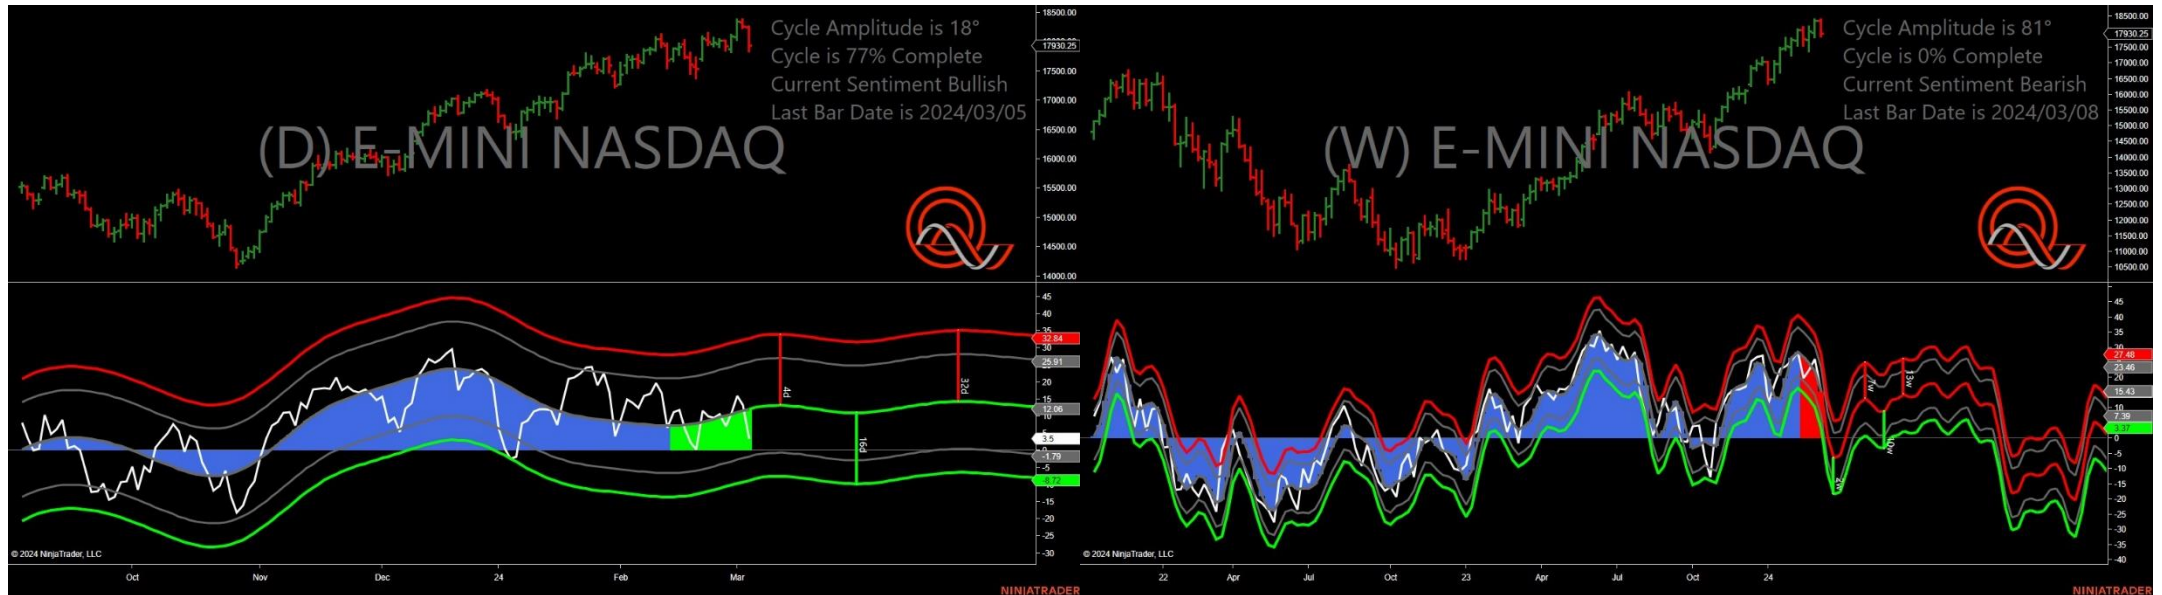 Cycle Amplitude is 18°
Cycle is 77% Complete
Current Sentiment Bullish
Last Bar Date is 2024/03/05
(D) E-MINI NASDAQ
18500.00
17930.25
17500.00
17000.00
16500.00
16000.00
15500.00
15000.00
14500.00
14000.00
45
40
35
32.84
30
25.91
20
15
12.06
10
3.5
-1.79
-5
-8.72
-15
-20
-25
-30
4d
16d
32d
© 2024 NinjaTrader, LLC
Oct
Nov
Dec
24
Feb
Mar
NINJATRADER
Cycle Amplitude is 81°
Cycle is 0% Complete
Current Sentiment Bearish
Last Bar Date is 2024/03/08
(W) E-MINI NASDAQ
18500.00
17930.25
17500.00
17000.00
16500.00
16000.00
15500.00
15000.00
14500.00
14000.00
13500.00
13000.00
12500.00
12000.00
11500.00
11000.00
10500.00
45
40
35
30
27.48
23.46
20
15.43
10
7.39
3.37
0
-5
-10
-15
-20
-25
-30
-35
-40
2w
7w
10w
13w
© 2024 NinjaTrader, LLC
22
Apr
Jul
Oct
23
Apr
Jul
Oct
24
NINJATRADER